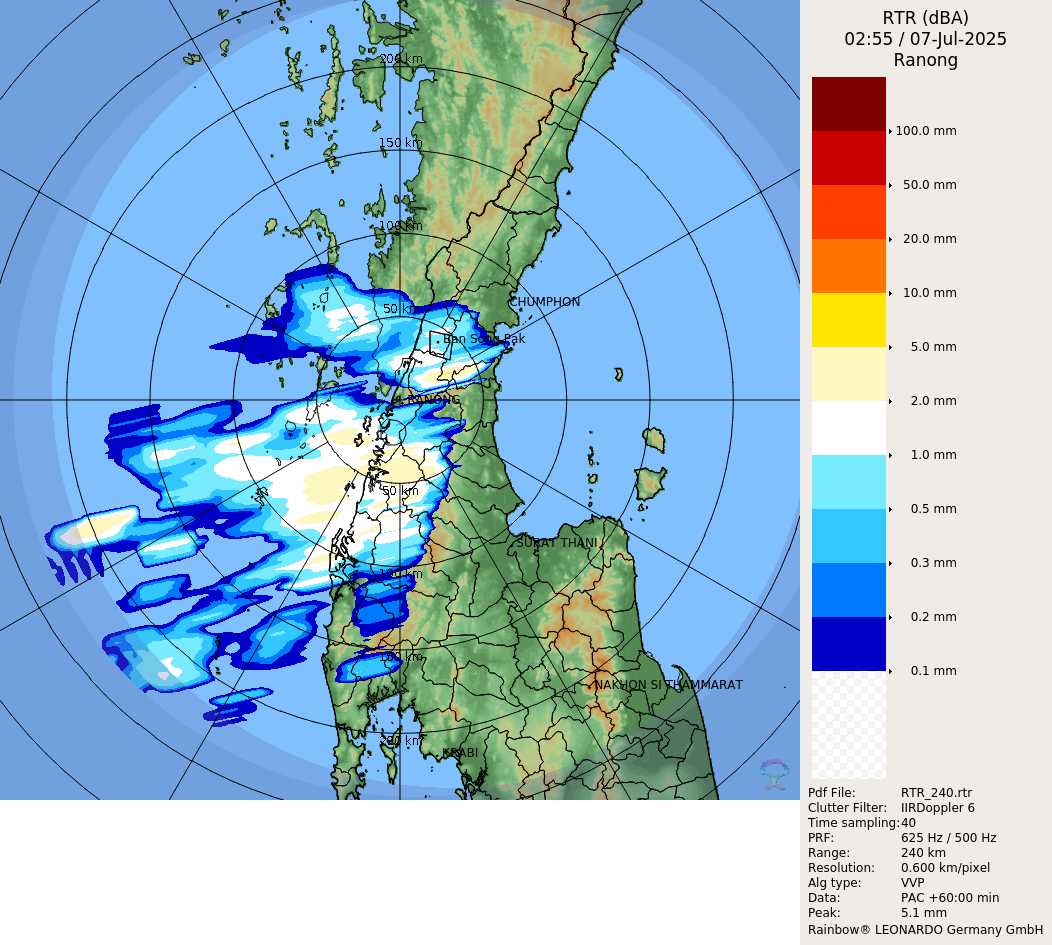 RTR (dBA)
02:55 / 07-Jul-2025
Ranong
100.0 mm
50.0 mm
20.0 mm
10.0 mm
5.0 mm
2.0 mm
1.0 mm
0.5 mm
0.3 mm
0.2 mm
0.1 mm
Pdf File: RTR_240.rtr
Clutter Filter: IIRDoppler 6
Time sampling:40
PRF: 625 Hz / 500 Hz
Range: 240 km
Resolution: 0.600 km/pixel
Alg type: VVP
Data: PAC +60:00 min
Peak: 5.1 mm
Rainbow® LEONARDO Germany GmbH
200 km
150 km
100 km
CHUMPHON
50 km
Ban Song Pak
RANONG
50 km
SURAT THANI
100 km
150 km
NAKHON SI THAMMARAT
200 km
KRABI